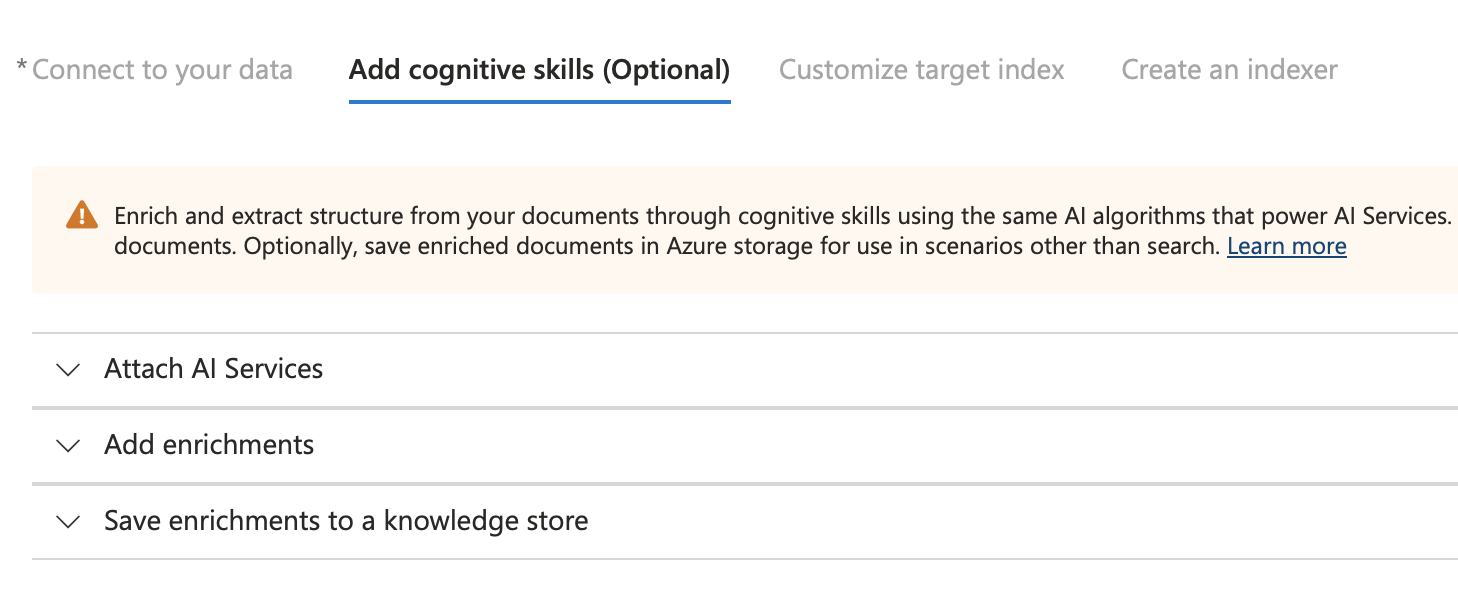 * Connect to your data Add cognitive skills (Optional) Customize target index Create an indexer
Enrich and extract structure from your documents through cognitive skills using the same AI algorithms that power AI Services.
documents. Optionally, save enriched documents in Azure storage for use in scenarios other than search. Learn more
Attach AI Services
Add enrichments
Save enrichments to a knowledge store